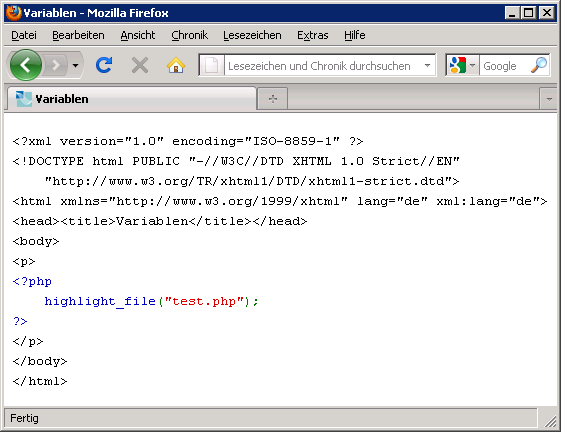 Variablen - Mozilla Firefox
Datei Bearbeiten Ansicht Chronik Lesezeichen Extras Hilfe
Lesezeichen und Chronik durchsuchen Google
Variablen
<?xml version="1.0" encoding="ISO-8859-1" ?>
<!DOCTYPE html PUBLIC "-//W3C//DTD XHTML 1.0 Strict//EN"
    "http://www.w3.org/TR/xhtml1/DTD/xhtml1-strict.dtd">
<html xmlns="http://www.w3.org/1999/xhtml" lang="de" xml:lang="de">
<head><title>Variablen</title></head>
<body>
<p>
<?php
    highlight_file("test.php");
?>
</p>
</body>
</html>
Fertig